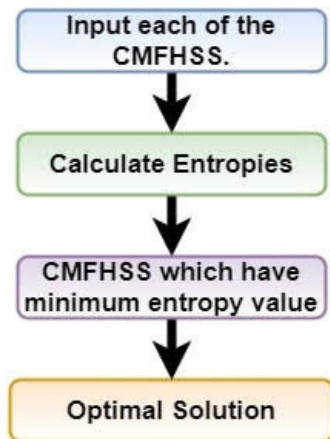 Input each of the
CMFHSS.
Calculate Entropies
CMFHSS which have
minimum entropy value
Optimal Solution